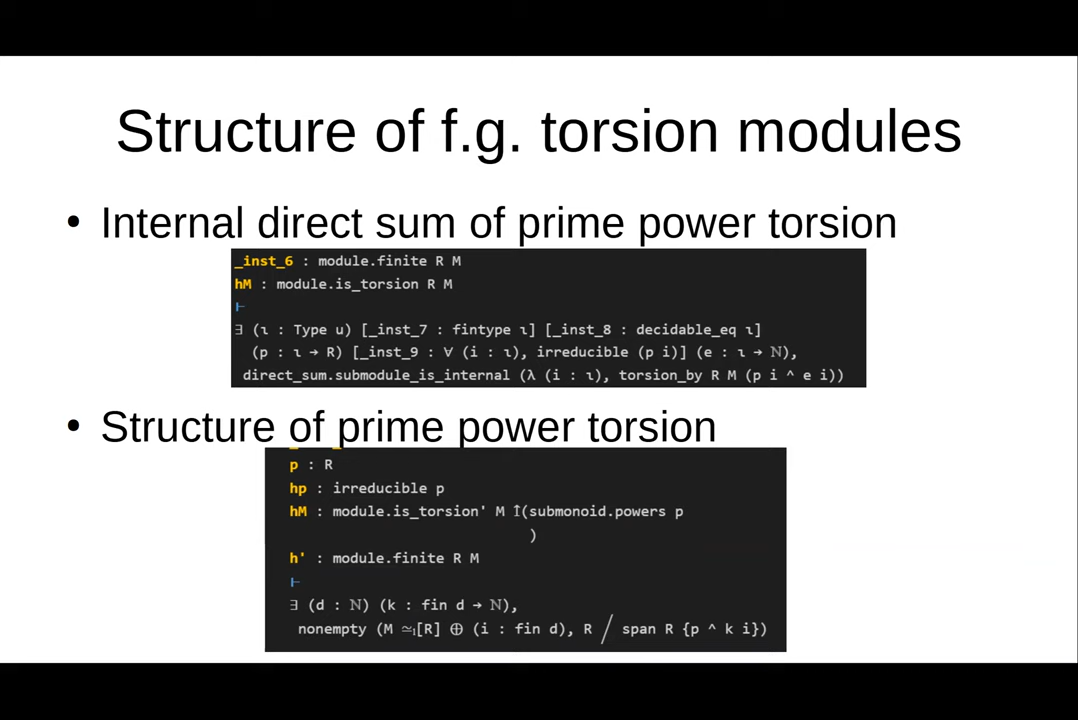 Structure of f.g. torsion modules
• Internal direct sum of prime power torsion
_inst_6 : module.finite R M
hM : module.is_torsion R M
⊢
∃ (ι : Type u) [_inst_7 : fintype ι] [_inst_8 : decidable_eq ι]
(p : ι → R) [_inst_9 : ∀ (i : ι), irreducible (p i)] (e : ι → ℕ),
direct_sum.submodule_is_internal (λ (i : ι), torsion_by R M (p i ^ e i))
• Structure of prime power torsion
p : R
hp : irreducible p
hM : module.is_torsion' M ↥(submonoid.powers p
)
h' : module.finite R M
⊢
∃ (d : ℕ) (k : fin d → ℕ),
nonempty (M ≃ₗ[R] ⨁ (i : fin d), R ⧸ span R {p ^ k i})